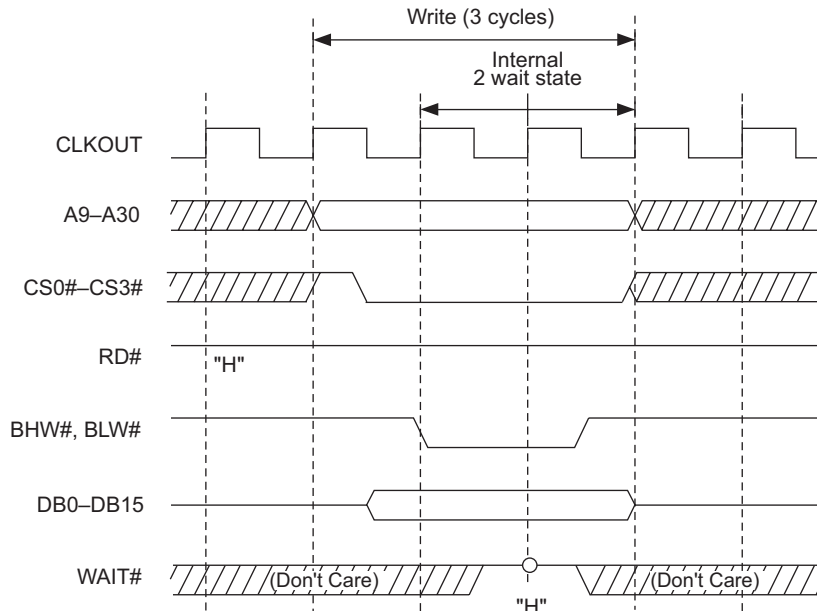 Write (3 cycles)
Internal
2 wait state
CLKOUT
A9–A30
CS0#–CS3#
RD#
"H"
BHW#, BLW#
DB0–DB15
WAIT#
(Don't Care)
(Don't Care)
"H"